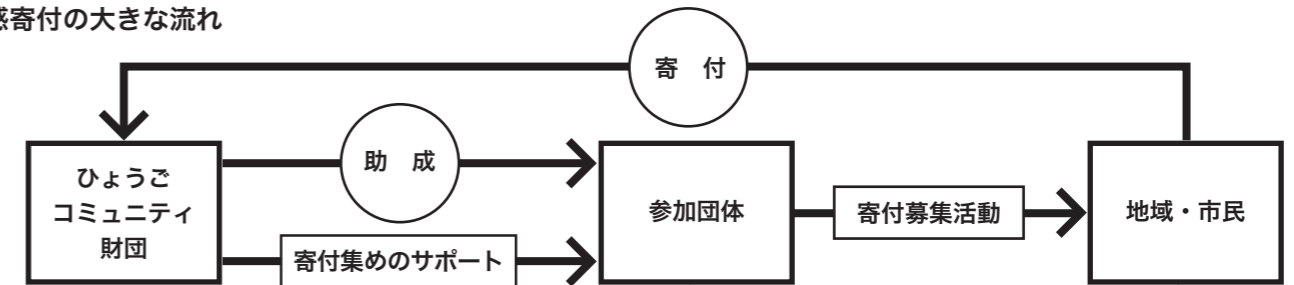 感寄付の大きな流れ
寄　付
助　成
ひょうご
コミュニティ
財団
参加団体
寄付募集活動
地域・市民
寄付集めのサポート